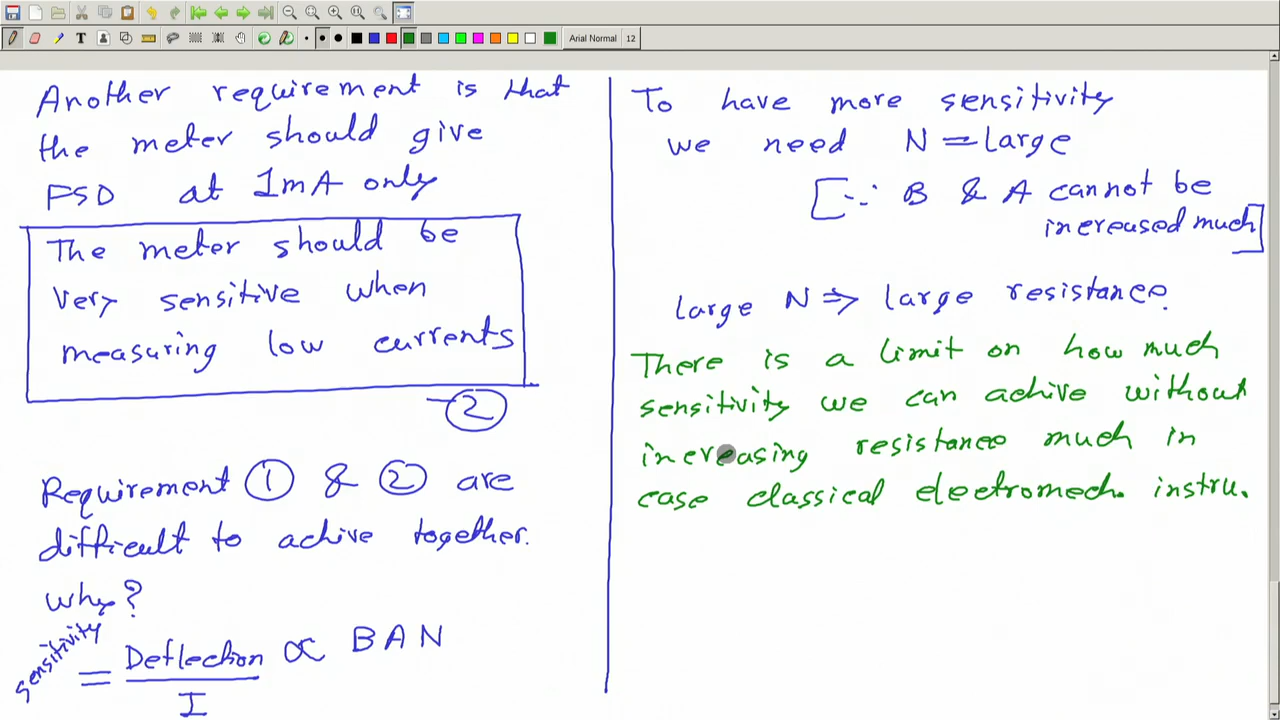 Arial Normal 12
Another requirement is that
the meter should give
FSD at 1mA only
The meter should be
very sensitive when
measuring low currents
-②
Requirement ① & ② are
difficult to achive together.
Why?
sensitivity
= Deflection / I ∝ BAN
To have more sensitivity
we need N = large
[∵ B & A cannot be
increased much]
large N ⇒ large resistance.
There is a limit on how much
sensitivity we can achive without
increasing resistance much in
case classical electromech. instru.